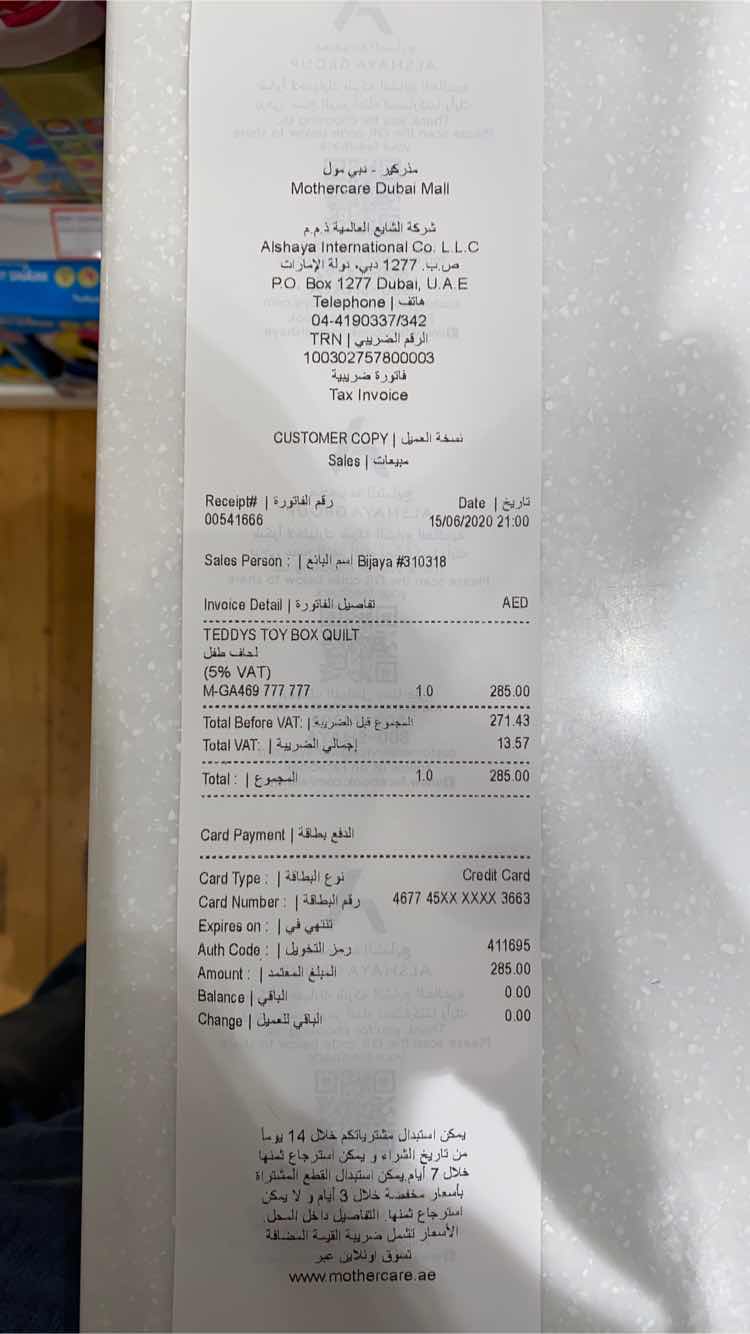 مذركير - دبي مول
Mothercare Dubai Mall
شركة الشايع العالمية ذ.م.م
Alshaya International Co. L.L.C
ص.ب. 1277 دبي، دولة الإمارات
P.O. Box 1277 Dubai, U.A.E
Telephone | هاتف
04-4190337/342
TRN | الرقم الضريبي
100302757800003
فاتورة ضريبية
Tax Invoice
CUSTOMER COPY | نسخة العميل
Sales | مبيعات
Receipt# | رقم الفاتورة Date | تاريخ
00541666 15/06/2020 21:00
Sales Person : | اسم البائع Bijaya #310318
Invoice Detail | تفاصيل الفاتورة AED
TEDDYS TOY BOX QUILT
لحاف طفل
(5% VAT)
M-GA469 777 777 1.0 285.00
Total Before VAT: | المجموع قبل الضريبة 271.43
Total VAT: | إجمالي الضريبة 13.57
Total : | المجموع 1.0 285.00
Card Payment | الدفع بطاقة
Card Type : | نوع البطاقة Credit Card
Card Number : | رقم البطاقة 4677 45XX XXXX 3663
Expires on : | تنتهي في
Auth Code : | رمز التخويل 411695
Amount : | المبلغ المعتمد 285.00
Balance | الباقي 0.00
Change | الباقي للعميل 0.00
يمكن استبدال مشترياتكم خلال 14 يوماً
من تاريخ الشراء و يمكن استرجاع ثمنها
خلال 7 أيام.يمكن استبدال القطع المشتراة
بأسعار مخفضة خلال 3 أيام و لا يمكن
استرجاع ثمنها. التفاصيل داخل المحل.
الأسعار تشمل ضريبة القيمة المضافة
تسوق اونلاين عبر
www.mothercare.ae